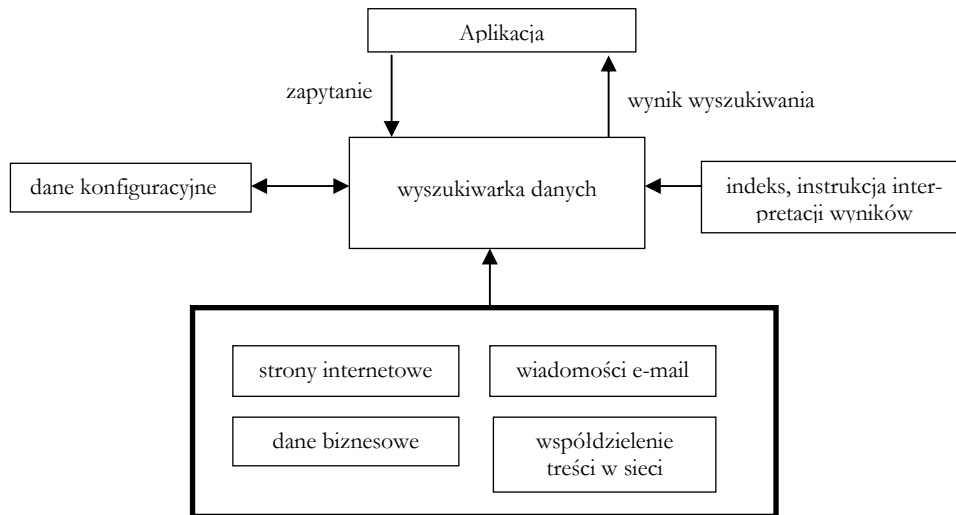 Aplikacja
zapytanie
wynik wyszukiwania
dane konfiguracyjne
wyszukiwarka danych
indeks, instrukcja inter-
pretacji wyników
strony internetowe
wiadomości e-mail
dane biznesowe
współdzielenie
treści w sieci